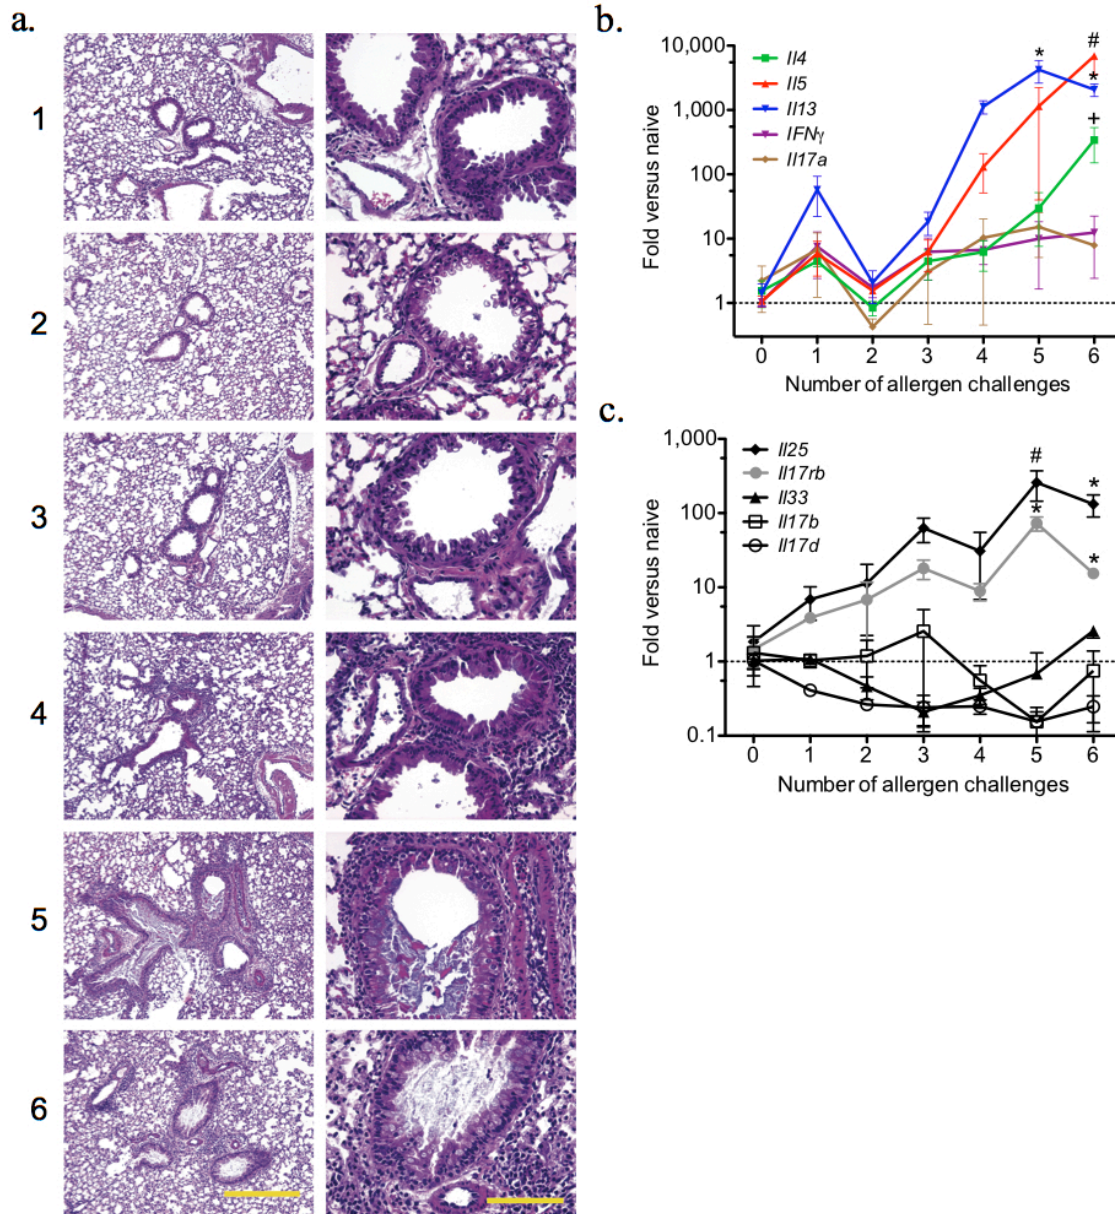 a.
1
2
3
4
5
6
b.
10,000
1,000
100
10
1
Fold versus naive
Il4
Il5
Il13
IFNγ
Il17a
*
#
*
+
0 1 2 3 4 5 6
Number of allergen challenges
c.
1,000
100
10
1
0.1
Fold versus naive
Il25
Il17rb
Il33
Il17b
Il17d
#
*
*
*
0 1 2 3 4 5 6
Number of allergen challenges